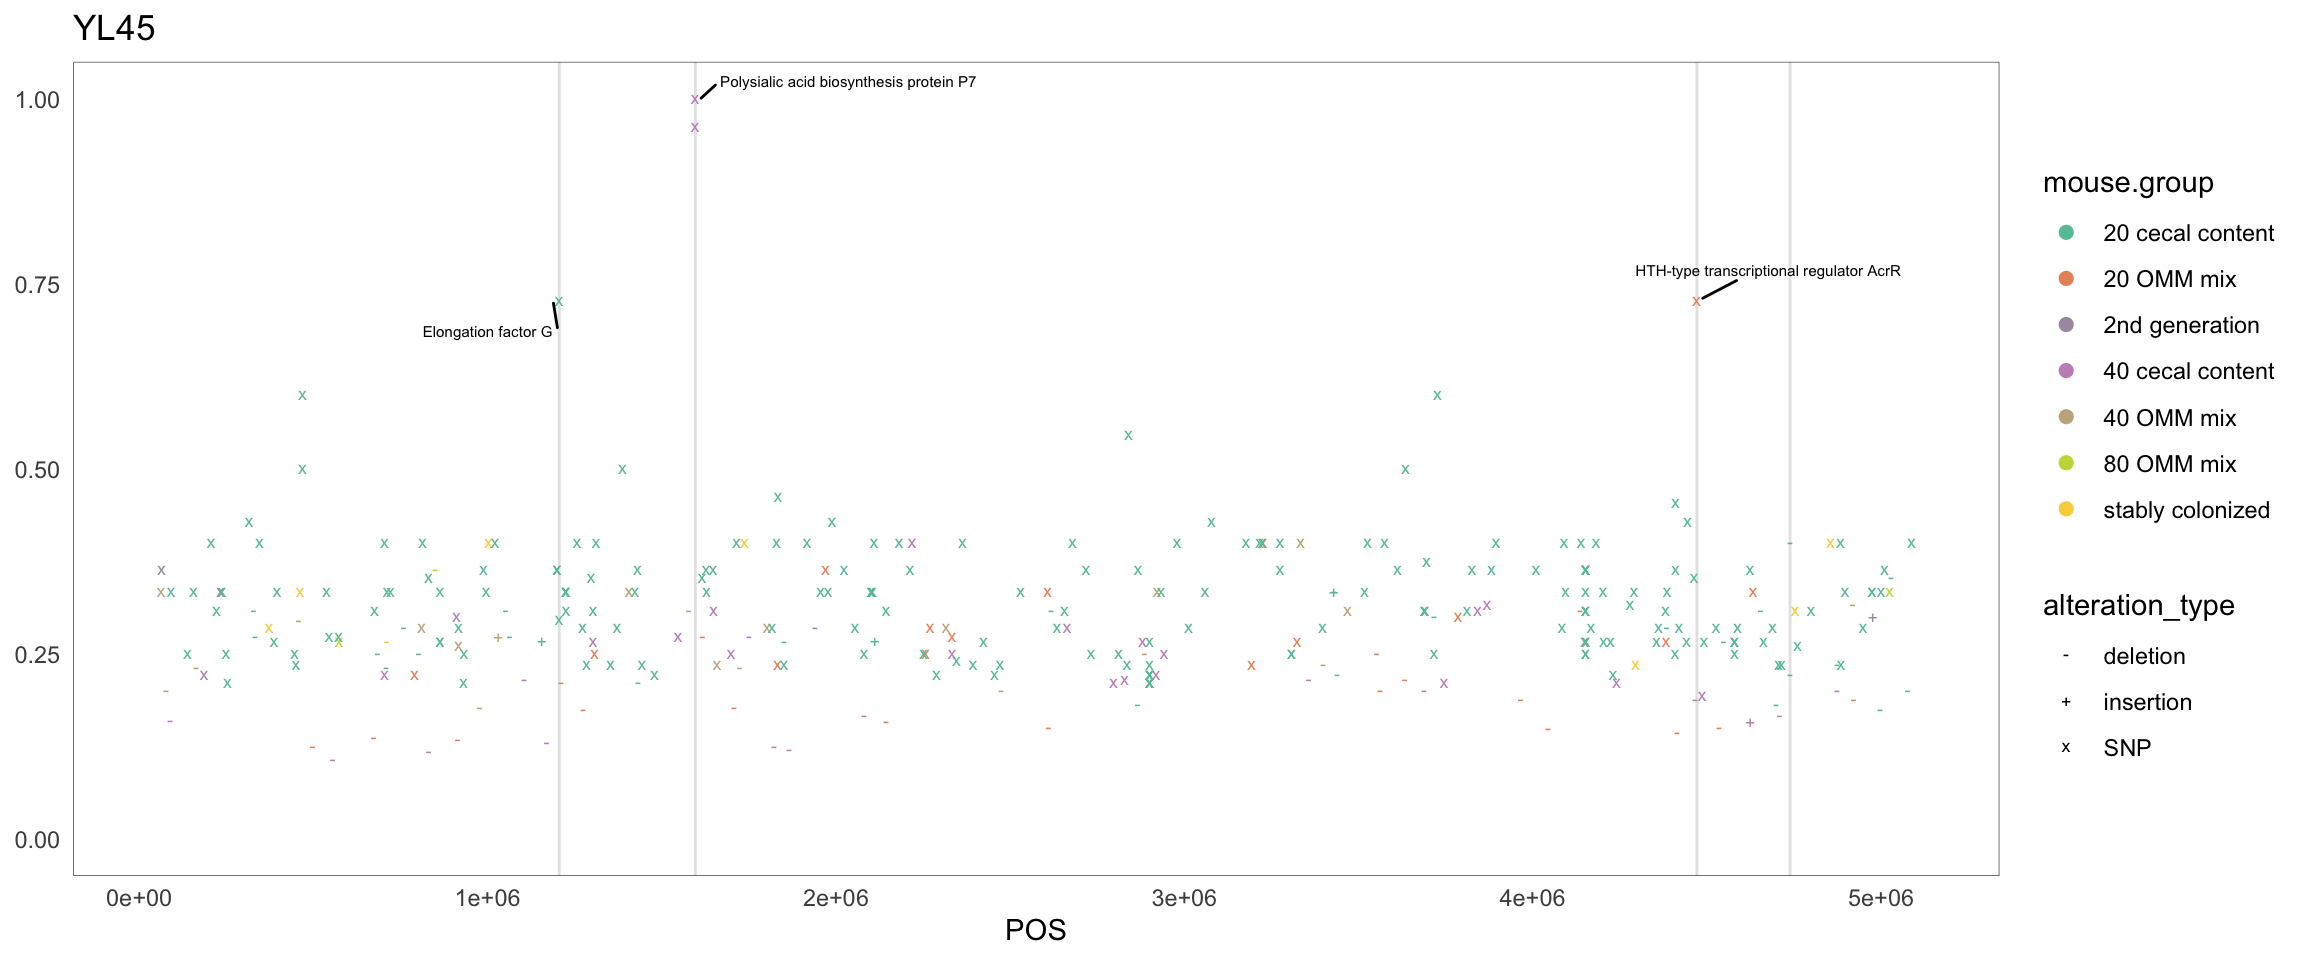 YL45
1.00
0.75
0.50
0.25
0.00
Polysialic acid biosynthesis protein P7
HTH-type transcriptional regulator AcrR
Elongation factor G
0e+00
1e+06
2e+06
3e+06
4e+06
5e+06
POS
mouse.group
20 cecal content
20 OMM mix
2nd generation
40 cecal content
40 OMM mix
80 OMM mix
stably colonized
alteration_type
- deletion
+ insertion
x SNP